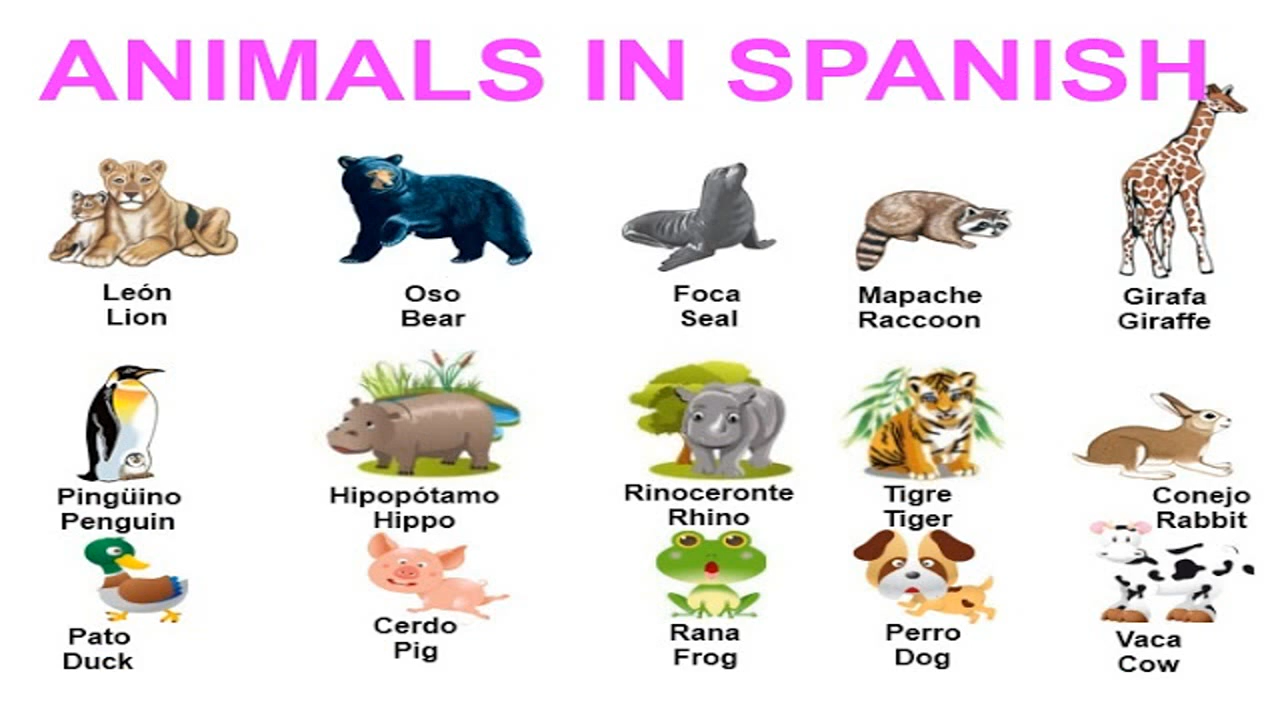 ANIMALS IN SPANISH
León
Lion
Oso
Bear
Foca
Seal
Mapache
Raccoon
Girafa
Giraffe
Pingüino
Penguin
Hipopótamo
Hippo
Rinoceronte
Rhino
Tigre
Tiger
Conejo
Rabbit
Pato
Duck
Cerdo
Pig
Rana
Frog
Perro
Dog
Vaca
Cow